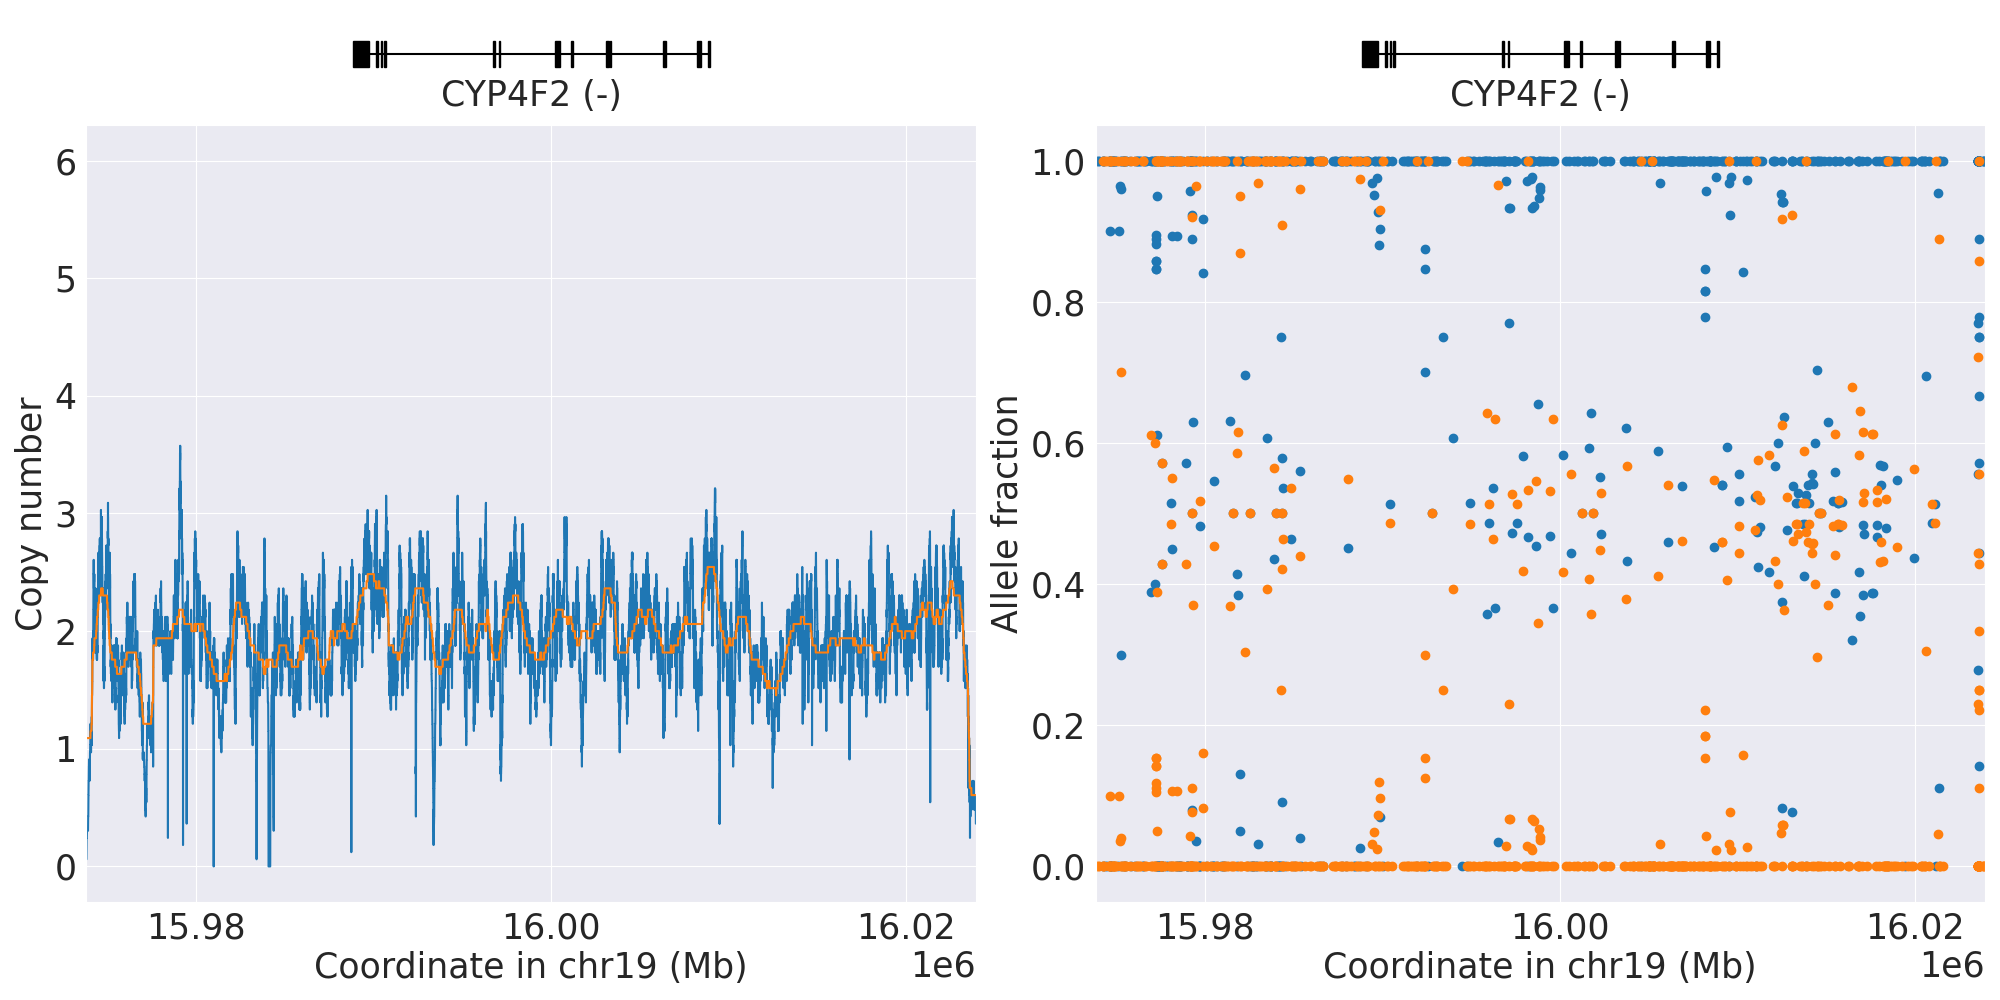 CYP4F2 (-)
Copy number
6
5
4
3
2
1
0
15.98
16.00
16.02
Coordinate in chr19 (Mb)
1e6
CYP4F2 (-)
Allele fraction
1.0
0.8
0.6
0.4
0.2
0.0
15.98
16.00
16.02
Coordinate in chr19 (Mb)
1e6